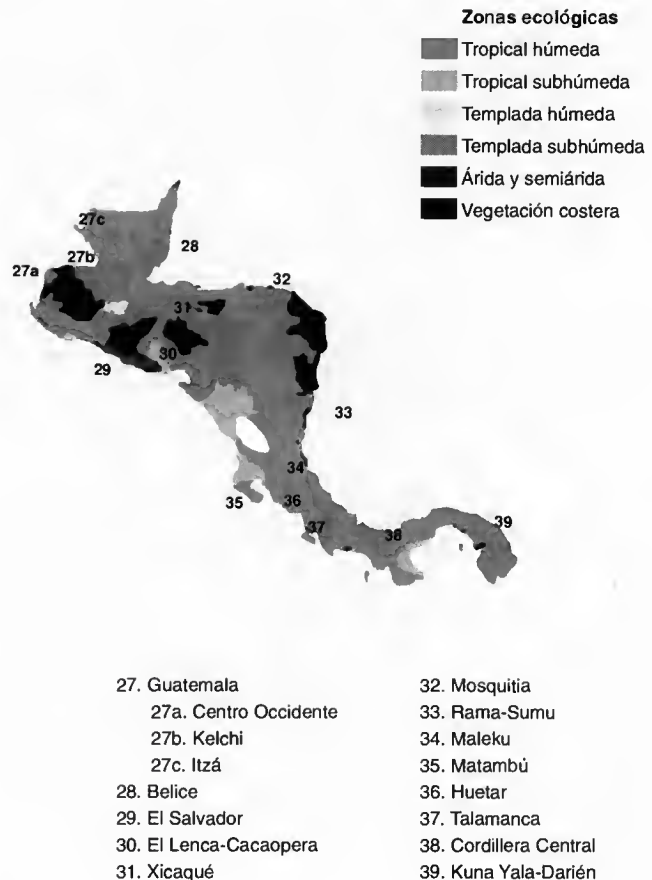 Zonas ecológicas
Tropical húmeda
Tropical subhúmeda
Templada húmeda
Templada subhúmeda
Árida y semiárida
Vegetación costera
27c
28
27b
27a
32
31
30
29
33
34
35
36
37
38
39
27. Guatemala
27a. Centro Occidente
27b. Kelchi
27c. Itzá
28. Belice
29. El Salvador
30. El Lenca-Cacaopera
31. Xicaqué
32. Mosquitia
33. Rama-Sumu
34. Maleku
35. Matambú
36. Huetar
37. Talamanca
38. Cordillera Central
39. Kuna Yala-Darién